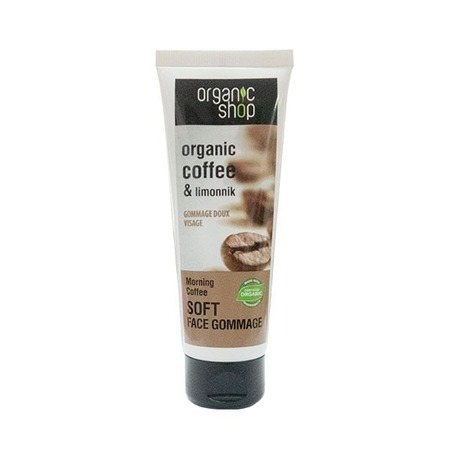 organic
shop
organic
coffee
& limonnik
GOMMAGE DOUX
VISAGE
Morning
Coffee
SOFT
FACE GOMMAGE
ORGANIC